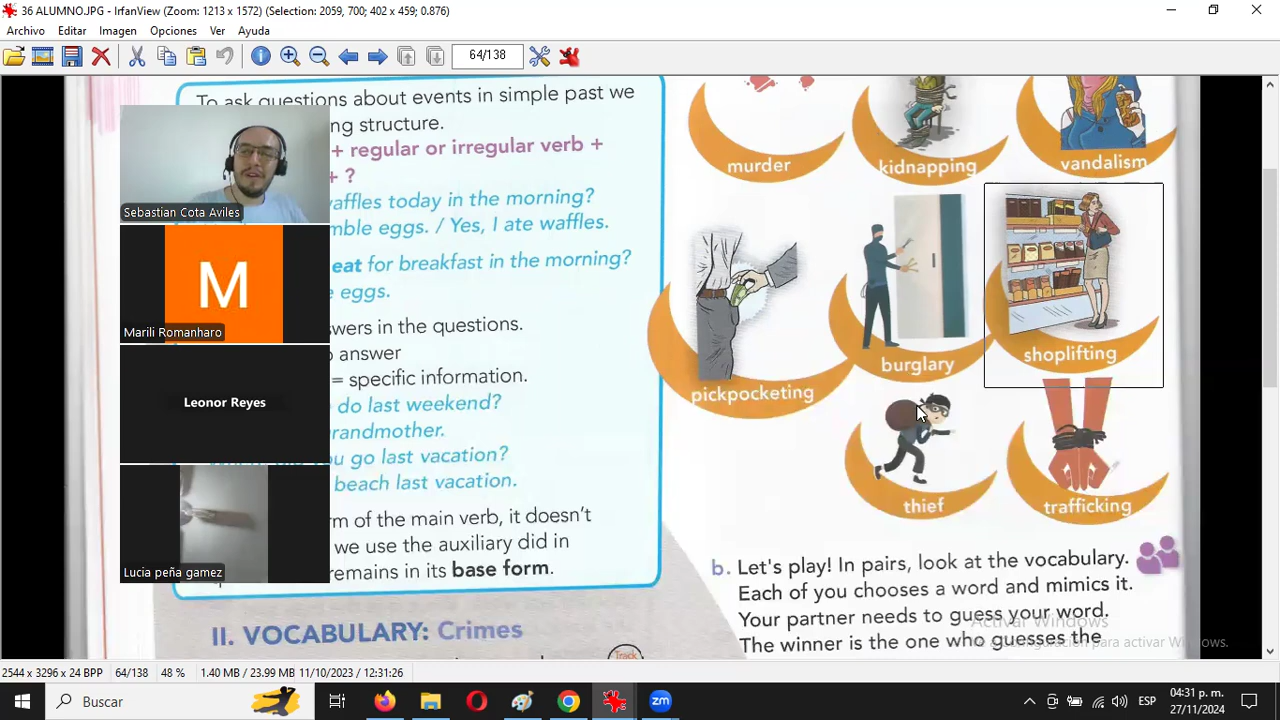 36 ALUMNO.JPG - IrfanView (Zoom: 1213 x 1572) (Selection: 2059, 700; 402 x 459; 0.876)
Archivo Editar Imagen Opciones Ver Ayuda
64/138
To ask questions about events in simple past we
ng structure.
+ regular or irregular verb +
+ ?
waffles today in the morning?
mble eggs. / Yes, I ate waffles.
eat for breakfast in the morning?
e eggs.
swers in the questions.
o answer
= specific information.
do last weekend?
grandmother.
you go last vacation?
beach last vacation.
rm of the main verb, it doesn't
we use the auxiliary did in
remains in its base form.
II. VOCABULARY: Crimes
Track
Sebastian Cota Aviles
M
Marili Romanharo
Leonor Reyes
Lucia peña gamez
murder
kidnapping
vandalism
pickpocketing
burglary
shoplifting
thief
trafficking
b. Let's play! In pairs, look at the vocabulary.
Each of you chooses a word and mimics it.
Your partner needs to guess your word.
The winner is the one who guesses the
Activar Windows
2544 x 3296 x 24 BPP 64/138 48 % 1.40 MB / 23.99 MB 11/10/2023 / 12:31:26
Buscar
zm
ESP
04:31 p. m.
27/11/2024